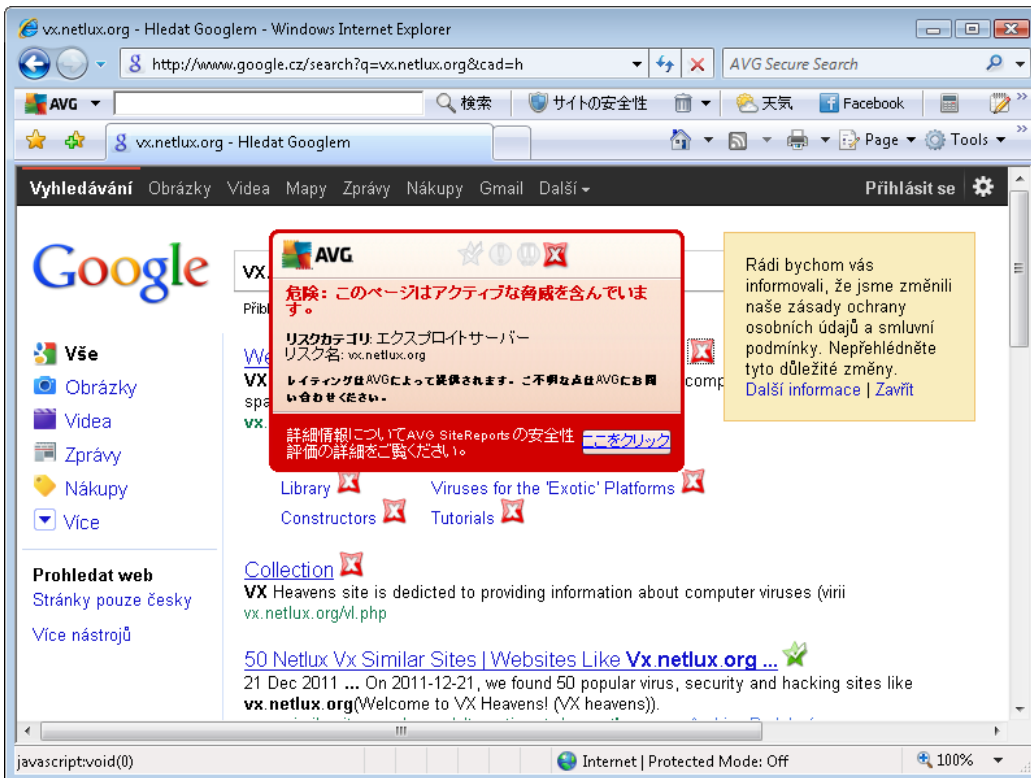 vx.netlux.org - Hledat Googlem - Windows Internet Explorer
http://www.google.cz/search?q=vx.netlux.org&cad=h
AVG Secure Search
AVG 検索 サイトの安全性 天気 Facebook
vx.netlux.org - Hledat Googlem
Page Tools
Vyhledávání Obrázky Videa Mapy Zprávy Nákupy Gmail Další
Přihlásit se
Google
vx.
Přibl
AVG
危険: このページはアクティブな脅威を含んでいま
す。
リスクカテゴリ: エクスプロイトサーバー
リスク名: vx.netlux.org
レイティングはAVGによって提供されます。ご不明な点はAVGにお問
い合わせください。
詳細情報についてAVG SiteReports の安全性
評価の詳細をご覧ください。
ここをクリック
Rádi bychom vás
informovali, že jsme změnili
naše zásady ochrany
osobních údajů a smluvní
podmínky. Nepřehlédněte
tyto důležité změny.
Další informace | Zavřít
Vše
Obrázky
Videa
Zprávy
Nákupy
Více
Prohledat web
Stránky pouze česky
Více nástrojů
We
VX comp
spa
vx.
Library Viruses for the 'Exotic' Platforms
Constructors Tutorials
Collection
VX Heavens site is dedicted to providing information about computer viruses (virii
vx.netlux.org/vl.php
50 Netlux Vx Similar Sites | Websites Like Vx.netlux.org ...
21 Dec 2011 ... On 2011-12-21, we found 50 popular virus, security and hacking sites like
vx.netlux.org(Welcome to VX Heavens! (VX heavens)).
javascript:void(0)
Internet | Protected Mode: Off
100%